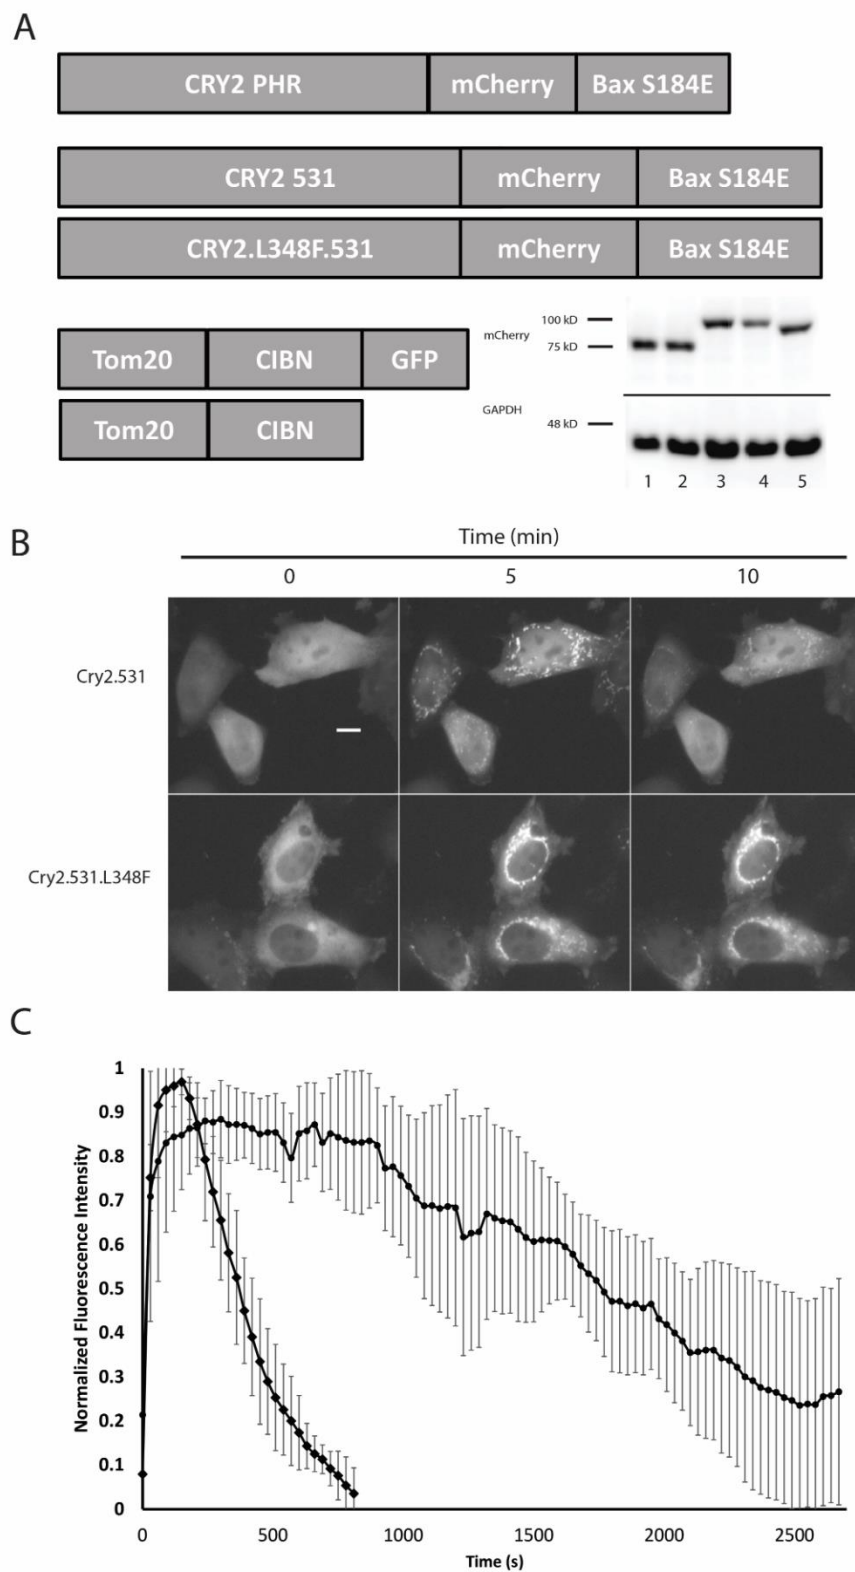 A
CRY2 PHR mCherry Bax S184E
CRY2 531 mCherry Bax S184E
CRY2.L348F.531 mCherry Bax S184E
Tom20 CIBN GFP
Tom20 CIBN
mCherry
100 kD
75 kD
GAPDH
48 kD
1 2 3 4 5
B
Time (min)
0 5 10
Cry2.531
Cry2.531.L348F
C
Normalized Fluorescence Intensity
1
0.9
0.8
0.7
0.6
0.5
0.4
0.3
0.2
0.1
0
0 500 1000 1500 2000 2500
Time (s)